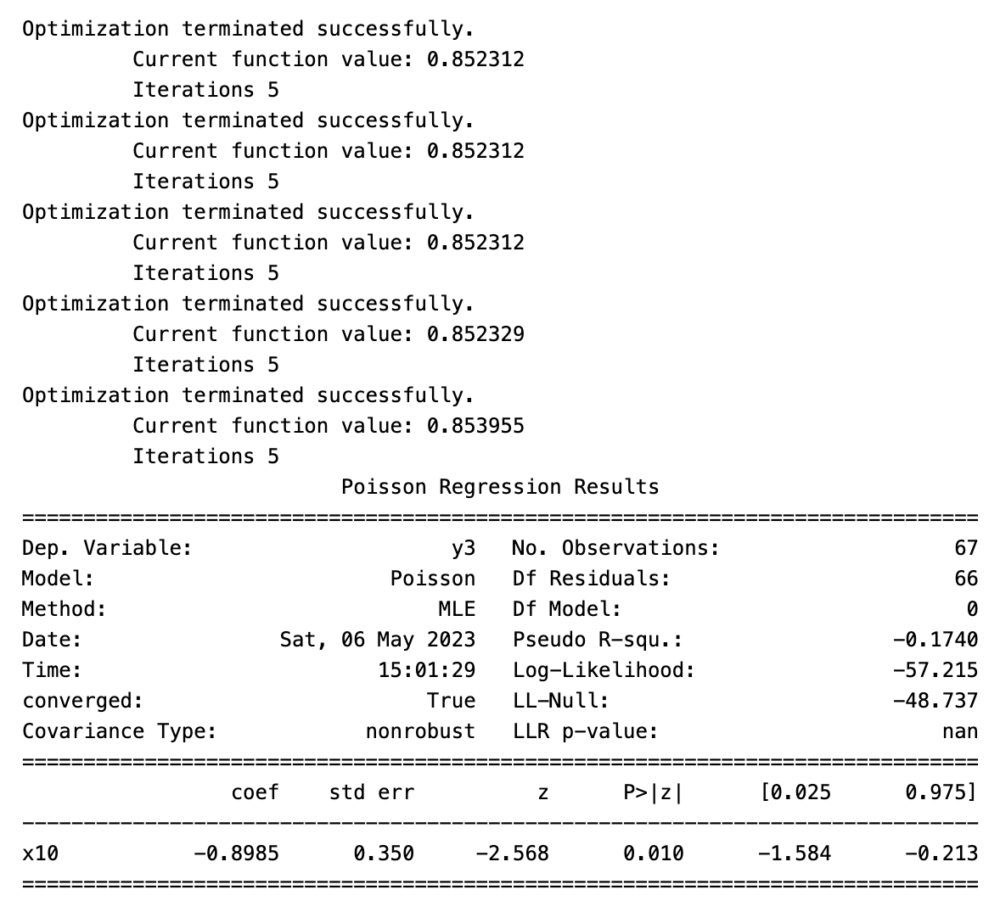 Optimization terminated successfully.
         Current function value: 0.852312
         Iterations 5
Optimization terminated successfully.
         Current function value: 0.852312
         Iterations 5
Optimization terminated successfully.
         Current function value: 0.852312
         Iterations 5
Optimization terminated successfully.
         Current function value: 0.852329
         Iterations 5
Optimization terminated successfully.
         Current function value: 0.853955
         Iterations 5
                          Poisson Regression Results
==============================================================================
Dep. Variable:                     y3   No. Observations:                   67
Model:                        Poisson   Df Residuals:                       66
Method:                           MLE   Df Model:                            0
Date:                Sat, 06 May 2023   Pseudo R-squ.:                 -0.1740
Time:                        15:01:29   Log-Likelihood:                -57.215
converged:                       True   LL-Null:                       -48.737
Covariance Type:            nonrobust   LLR p-value:                       nan
==============================================================================
                 coef    std err          z      P>|z|      [0.025      0.975]
------------------------------------------------------------------------------
x10           -0.8985      0.350     -2.568      0.010      -1.584      -0.213
==============================================================================